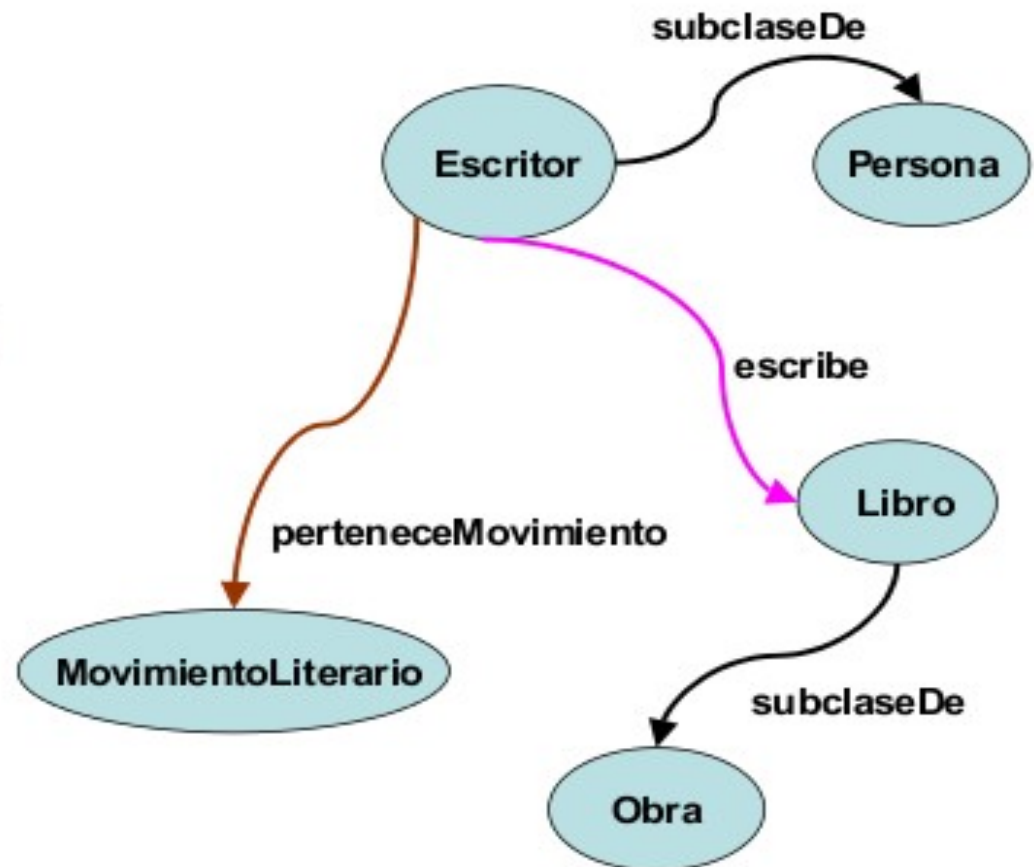 subclaseDe
Escritor
Persona
escribe
Libro
perteneceMovimiento
MovimientoLiterario
subclaseDe
Obra